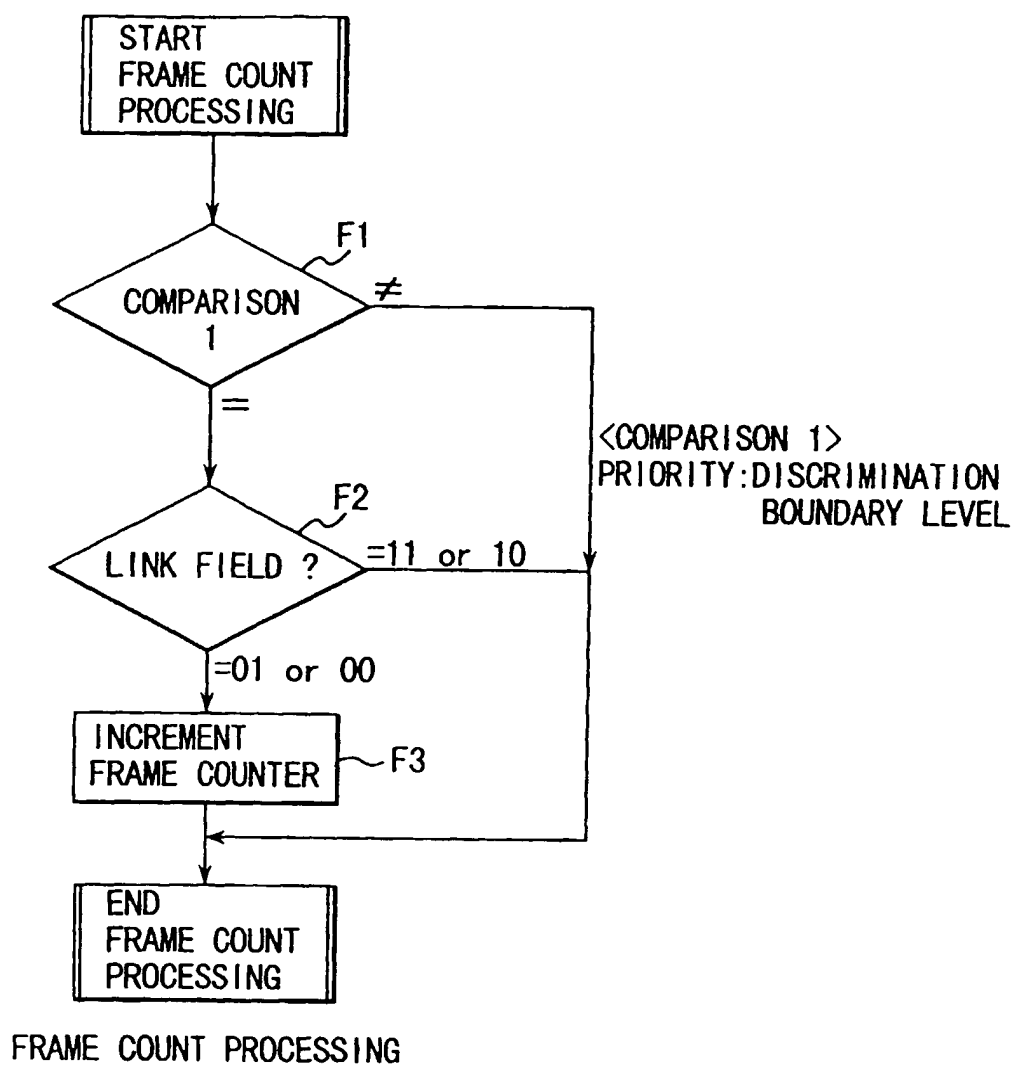 START
FRAME COUNT
PROCESSING
F1
COMPARISON
1
≠
=
<COMPARISON 1>
PRIORITY:DISCRIMINATION
BOUNDARY LEVEL
F2
LINK FIELD ?
=11 or 10
=01 or 00
INCREMENT
FRAME COUNTER
F3
END
FRAME COUNT
PROCESSING
FRAME COUNT PROCESSING